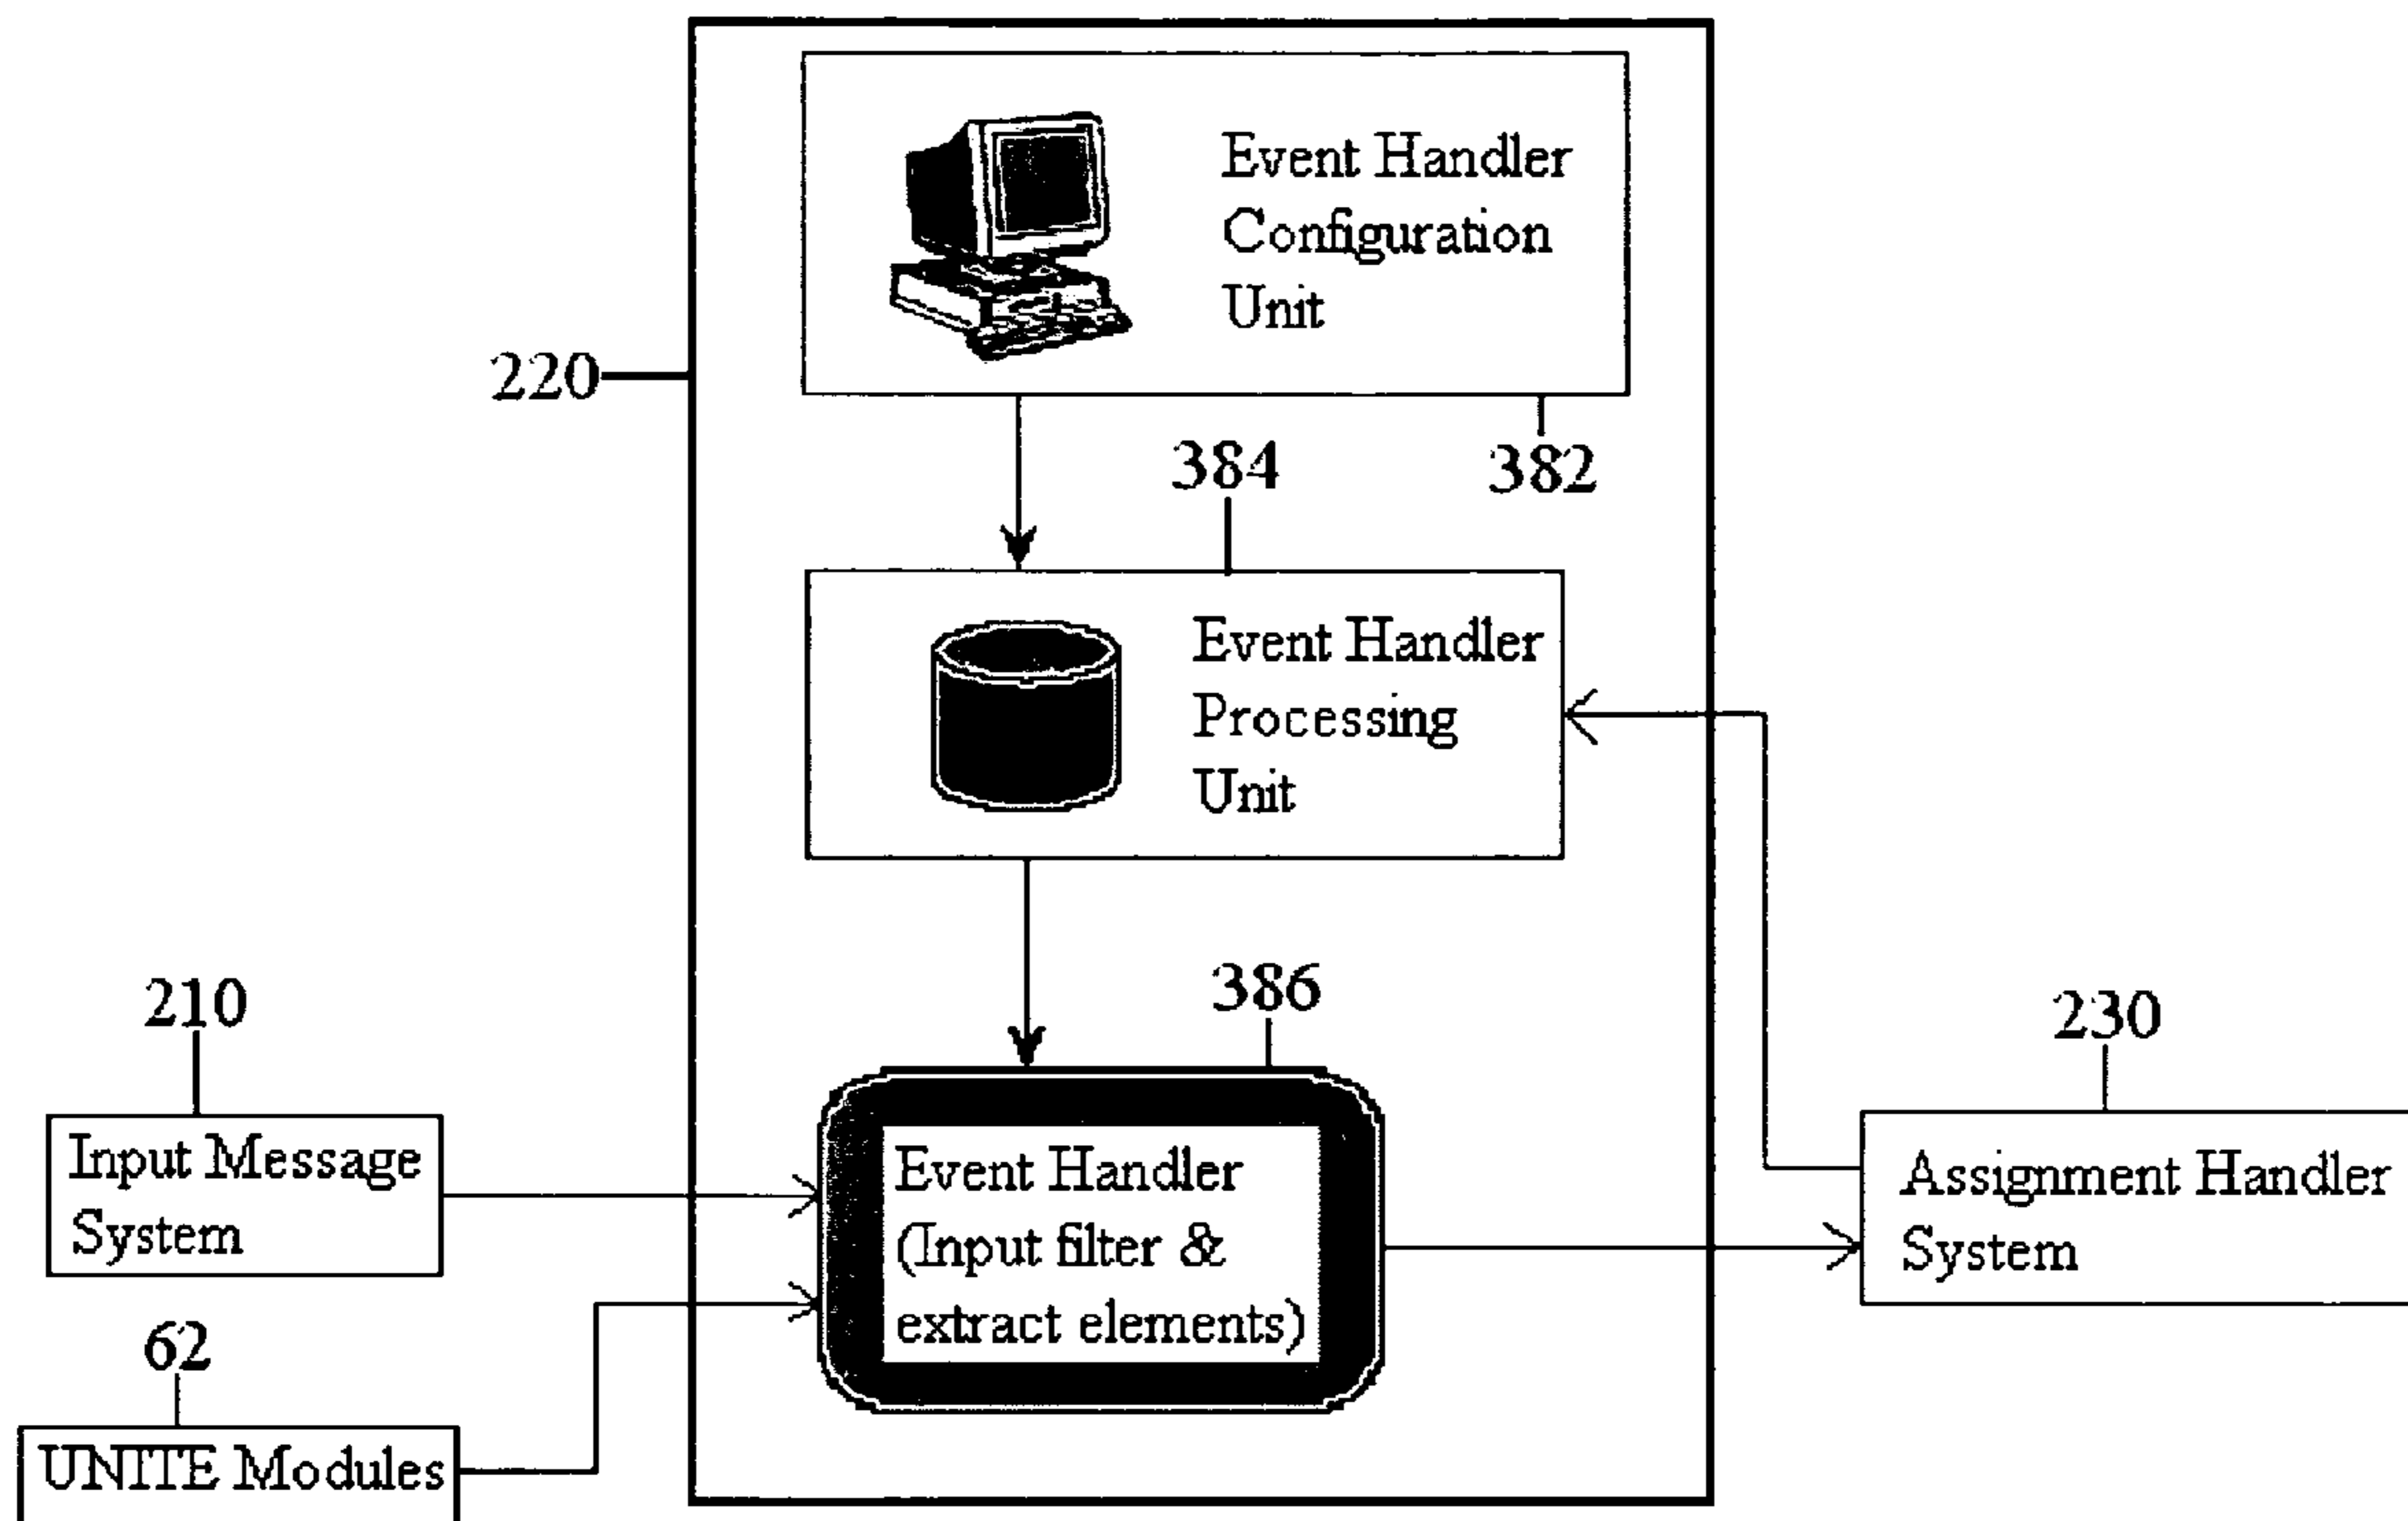 Event Handler
Configuration
Unit
220
384
382
Event Handler
Processing
Unit
386
210
230
Input Message
System
Event Handler
(Input filter &
extract elements)
Assignment Handler
System
62
UNITE Modules